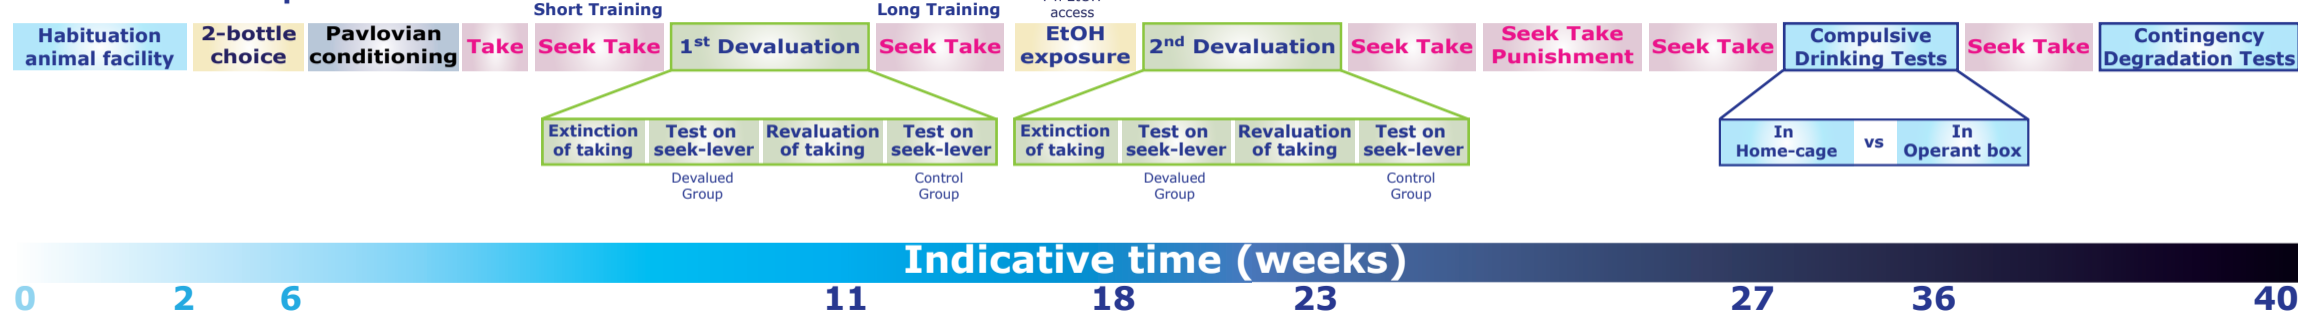 Short Training
Long Training
access
Habituation
animal facility
2-bottle
choice
Pavlovian
conditioning
Take
Seek Take
1st Devaluation
Seek Take
EtOH
exposure
2nd Devaluation
Seek Take
Seek Take
Punishment
Seek Take
Compulsive
Drinking Tests
Seek Take
Contingency
Degradation Tests
Extinction
of taking
Test on
seek-lever
Revaluation
of taking
Test on
seek-lever
Devalued
Group
Control
Group
Extinction
of taking
Test on
seek-lever
Revaluation
of taking
Test on
seek-lever
Devalued
Group
Control
Group
In
Home-cage
vs
In
Operant box
Indicative time (weeks)
0 2 6 11 18 23 27 36 40